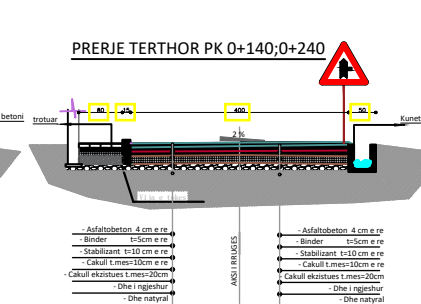 PRERJE TERTHOR PK 0+140;0+240
80
15
400
50
betoni
trotuar
Kunet
2 %
- Asfaltobeton 4 cm e re
- Binder t=5cm e re
- Stabilizant t=10 cm e re
- Cakull t.mes=10cm e re
- Cakull ekzistues t.mes=20cm
- Dhe i ngjeshur
- Dhe natyral
AKSI I RRUGES
- Asfaltobeton 4 cm e re
- Binder t=5cm e re
- Stabilizant t=10 cm e re
- Cakull t.mes=10cm e re
- Cakull ekzistues t.mes=20cm
- Dhe i ngjeshur
- Dhe natyral